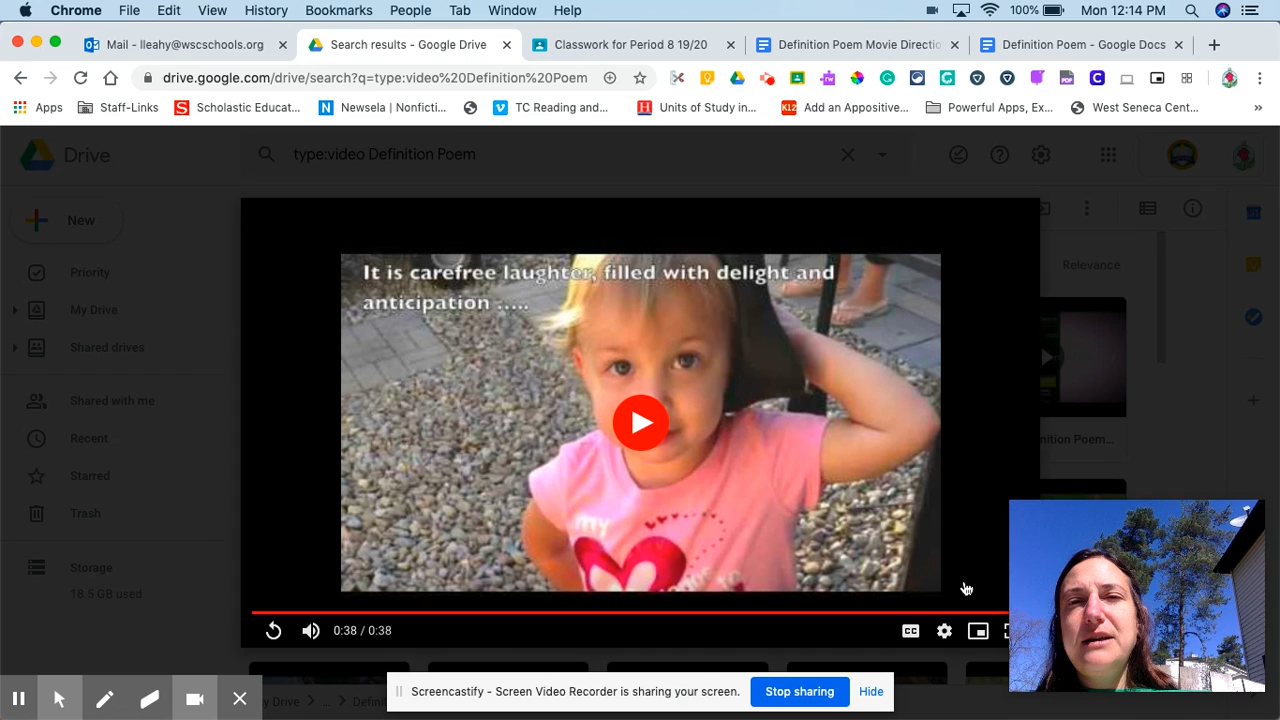 Chrome File Edit View History Bookmarks People Tab Window Help 100% Mon 12:14 PM
Mail - lleahy@wscschools.org Search results - Google Drive Classwork for Period 8 19/20 Definition Poem Movie Directio Definition Poem - Google Docs
drive.google.com/drive/search?q=type:video%20Definition%20Poem
Apps Staff-Links Scholastic Educat... Newsela | Nonficti... TC Reading and... Units of Study in... Add an Appositive... Powerful Apps, Ex... West Seneca Cent... »
Drive type:video Definition Poem
New
Priority
My Drive
Shared drives
Shared with me
Recent
Starred
Trash
Storage
18.5 GB used
Relevance
It is carefree laughter, filled with delight and
anticipation .....
my
nition Poem...
0:38 / 0:38 CC
Screencastify - Screen Video Recorder is sharing your screen. Stop sharing Hide
y Drive ... Definit